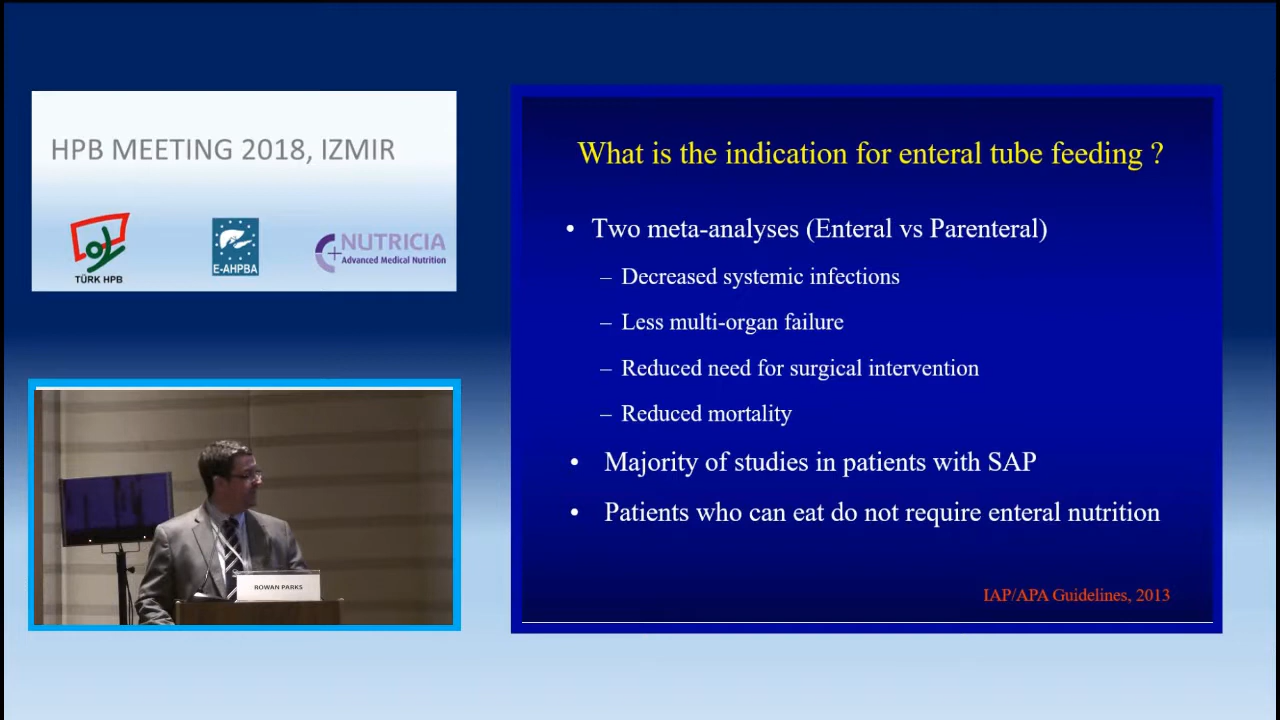 HPB MEETING 2018, IZMIR
TÜRK HPB
E-AHPBA
NUTRICIA
Advanced Medical Nutrition
ROWAN PARKS
What is the indication for enteral tube feeding ?
• Two meta-analyses (Enteral vs Parenteral)
– Decreased systemic infections
– Less multi-organ failure
– Reduced need for surgical intervention
– Reduced mortality
• Majority of studies in patients with SAP
• Patients who can eat do not require enteral nutrition
IAP/APA Guidelines, 2013